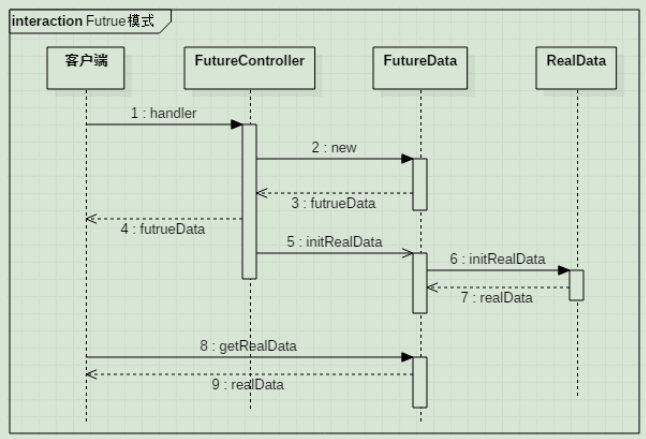 interaction Futrue模式
客户端
FutureController
FutureData
RealData
1 : handler
2 : new
3 : futrueData
4 : futrueData
5 : initRealData
6 : initRealData
7 : realData
8 : getRealData
9 : realData